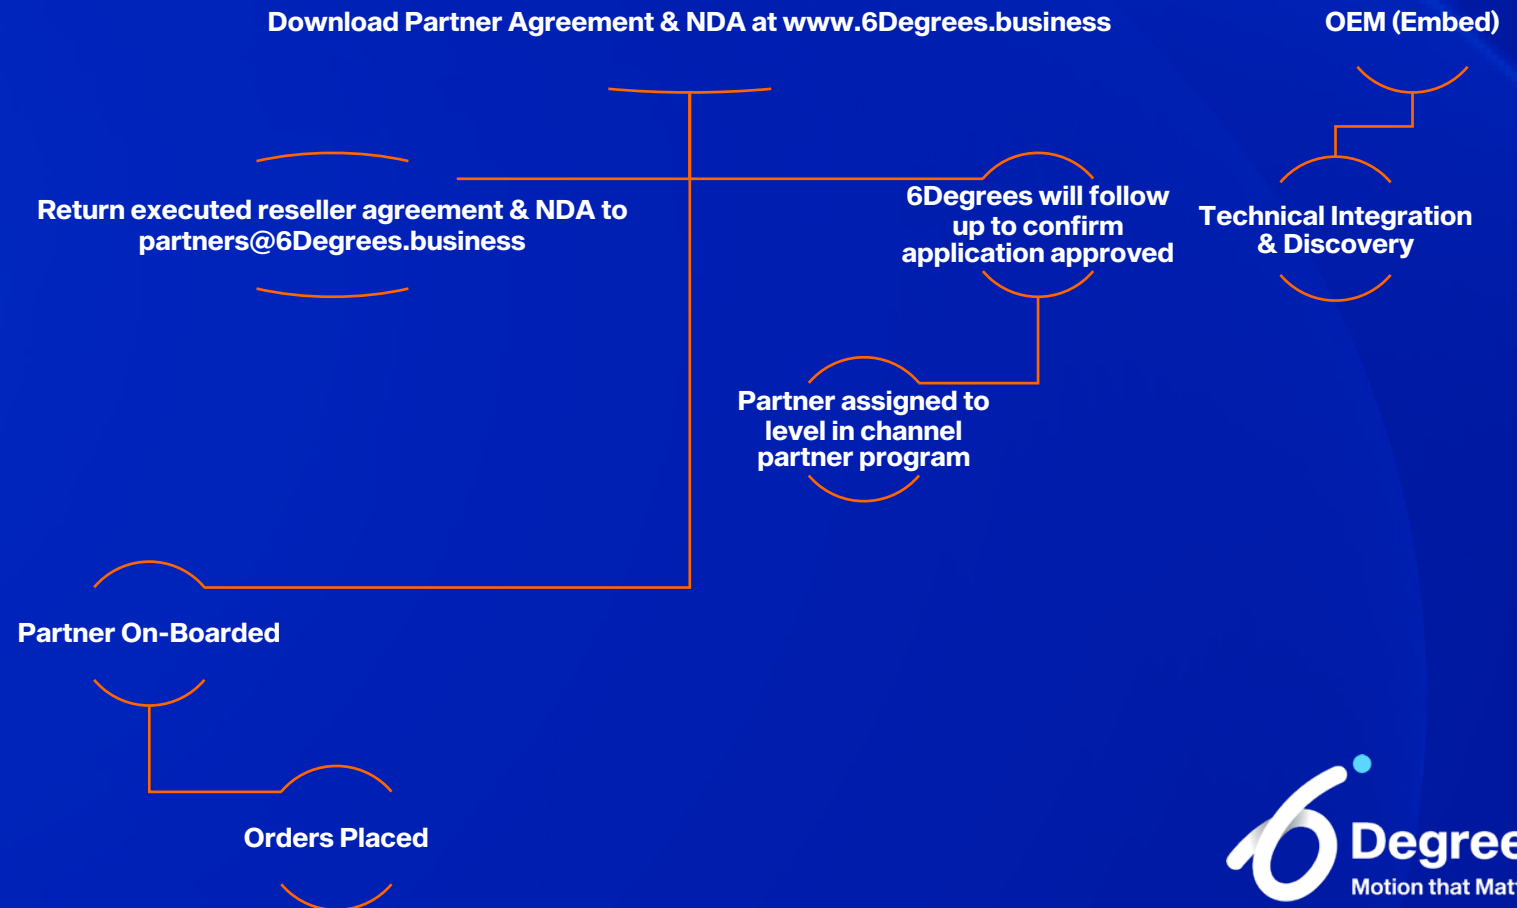 Download Partner Agreement & NDA at www.6Degrees.business
OEM (Embed)
Return executed reseller agreement & NDA to
partners@6Degrees.business
6Degrees will follow
up to confirm
application approved
Technical Integration
& Discovery
Partner assigned to
level in channel
partner program
Partner On-Boarded
Orders Placed
6
Degree
Motion that Mat